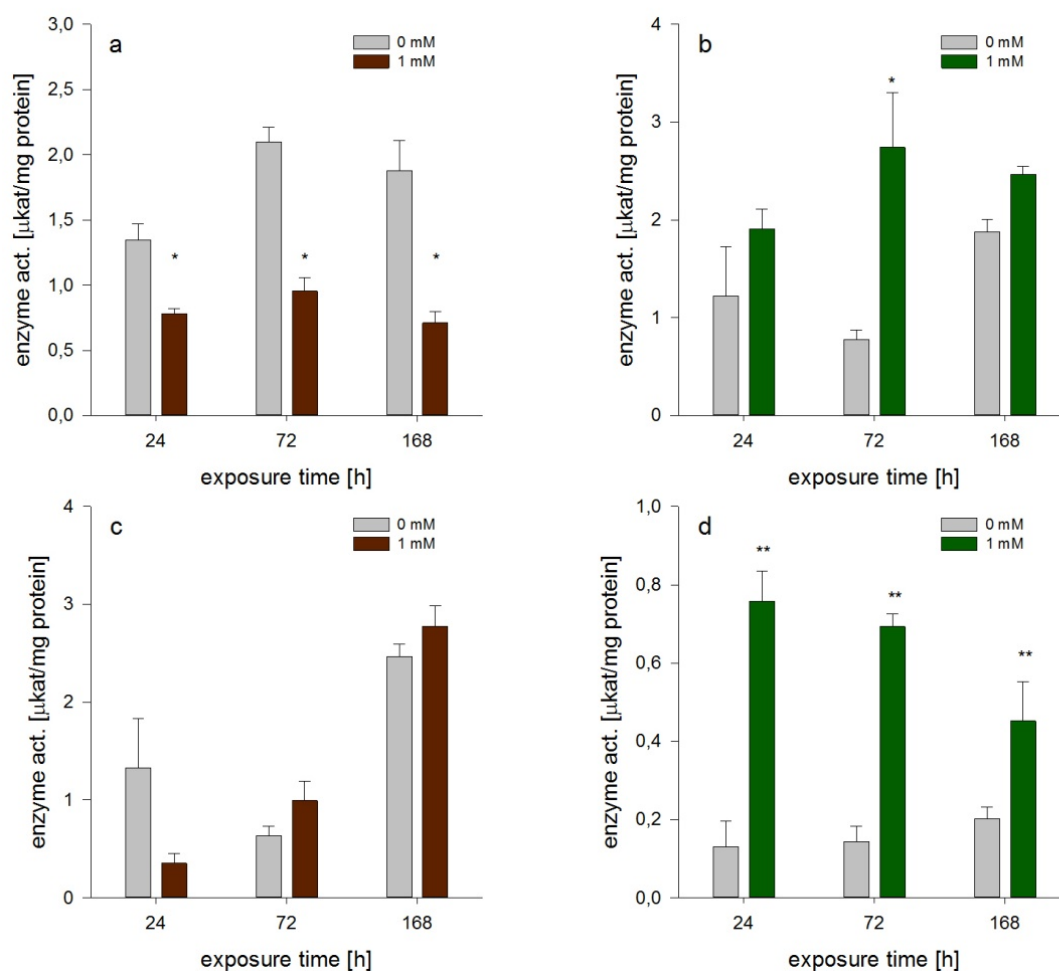 a
0 mM
1 mM
enzyme act. [µkat/mg protein]
3,0
2,5
2,0
1,5
1,0
0,5
0,0
*
*
*
24
72
168
exposure time [h]
b
0 mM
1 mM
enzyme act. [µkat/mg protein]
4
3
2
1
0
*
24
72
168
exposure time [h]
c
0 mM
1 mM
enzyme act. [µkat/mg protein]
4
3
2
1
0
24
72
168
exposure time [h]
d
0 mM
1 mM
enzyme act. [µkat/mg protein]
1,0
0,8
0,6
0,4
0,2
0,0
**
**
**
24
72
168
exposure time [h]